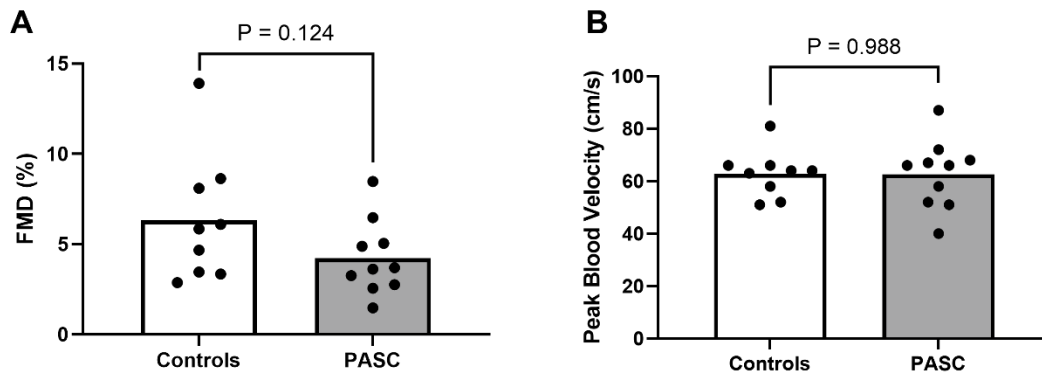 A
P = 0.124
FMD (%)
15
10
5
0
Controls
PASC
B
P = 0.988
Peak Blood Velocity (cm/s)
100
80
60
40
20
0
Controls
PASC